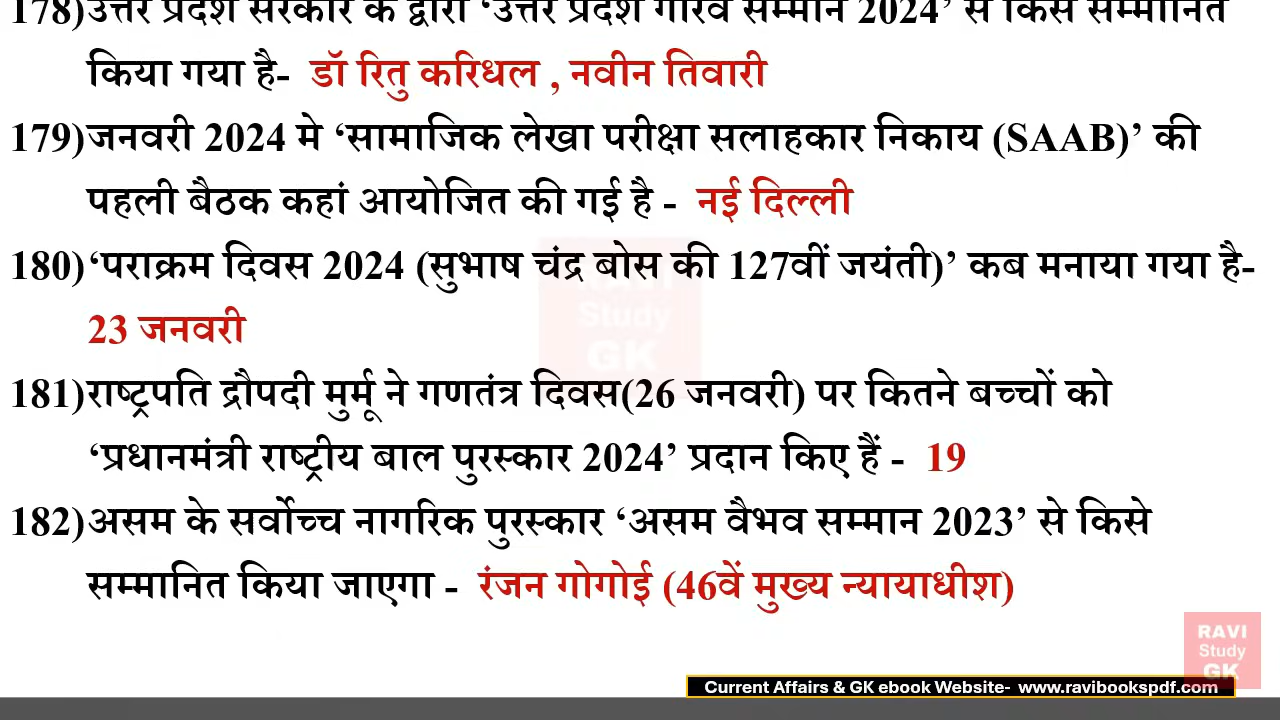 178)उत्तर प्रदेश सरकार के द्वारा ‘उत्तर प्रदेश गौरव सम्मान 2024’ से किसे सम्मानित
किया गया है- डॉ रितु करिधल , नवीन तिवारी
179)जनवरी 2024 मे ‘सामाजिक लेखा परीक्षा सलाहकार निकाय (SAAB)’ की
पहली बैठक कहां आयोजित की गई है - नई दिल्ली
180)‘पराक्रम दिवस 2024 (सुभाष चंद्र बोस की 127वीं जयंती)’ कब मनाया गया है-
23 जनवरी
181)राष्ट्रपति द्रौपदी मुर्मू ने गणतंत्र दिवस(26 जनवरी) पर कितने बच्चों को
‘प्रधानमंत्री राष्ट्रीय बाल पुरस्कार 2024’ प्रदान किए हैं - 19
182)असम के सर्वोच्च नागरिक पुरस्कार ‘असम वैभव सम्मान 2023’ से किसे
सम्मानित किया जाएगा - रंजन गोगोई (46वें मुख्य न्यायाधीश)
RAVI
Study
GK
RAVI
Study
GK
Current Affairs & GK ebook Website- www.ravibookspdf.com